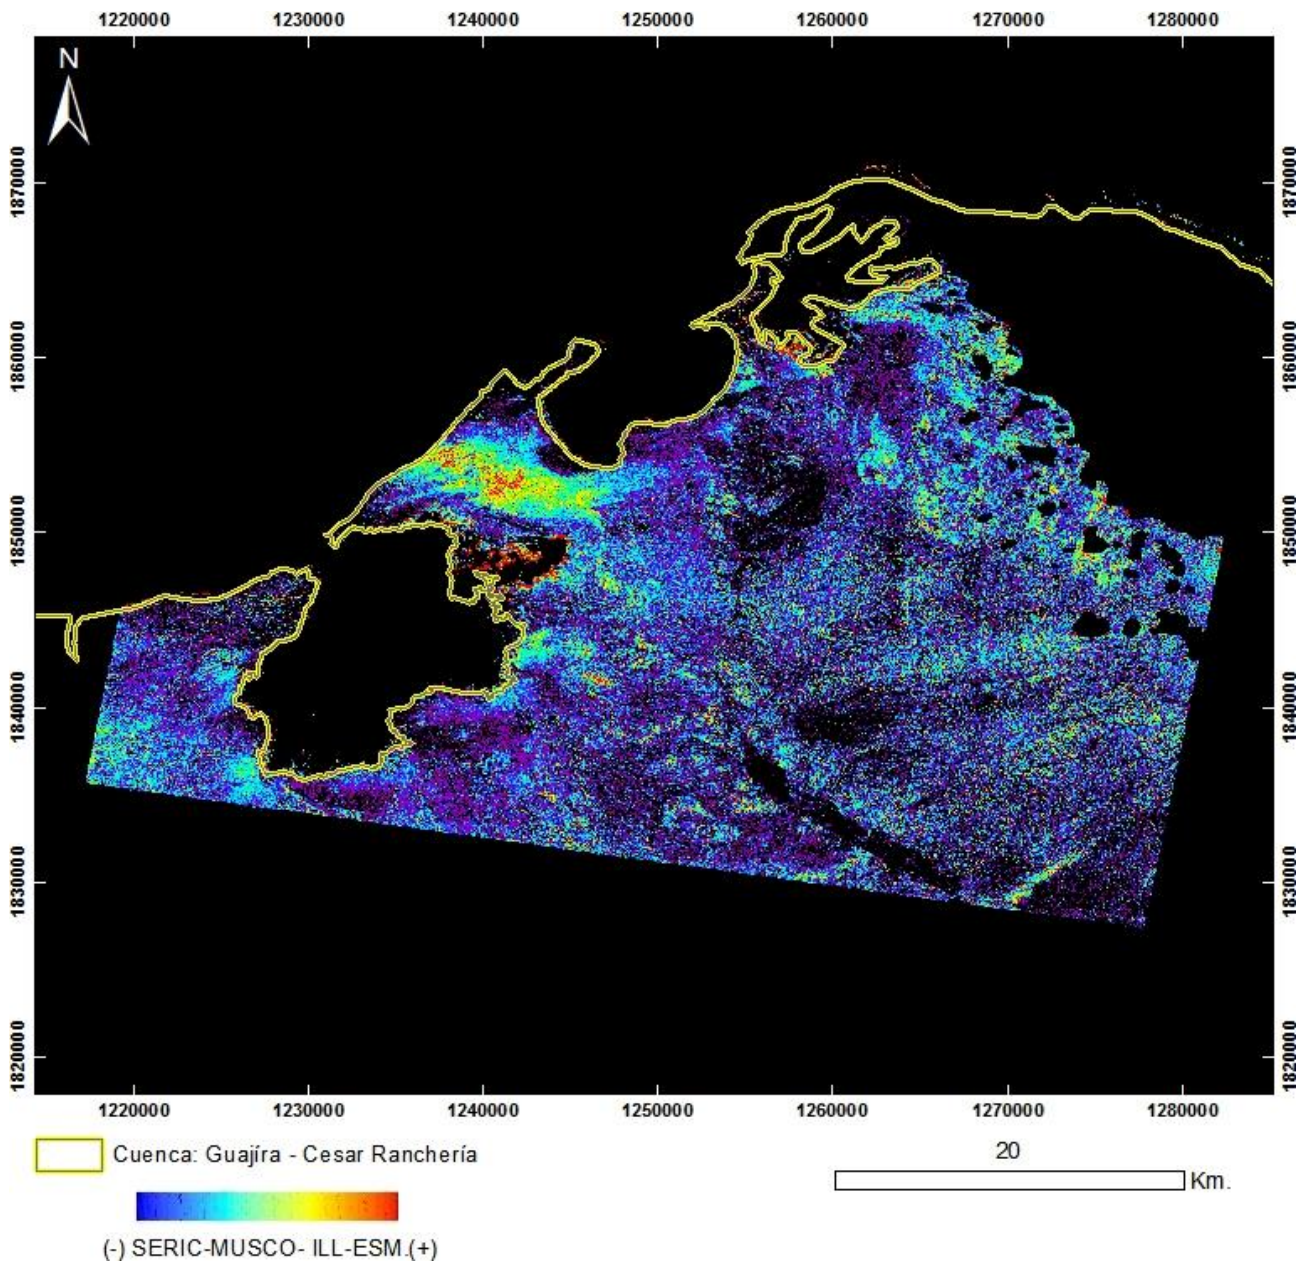 1220000 1230000 1240000 1250000 1260000 1270000 1280000
N
1870000 1870000
1860000 1860000
1850000 1850000
1840000 1840000
1830000 1830000
1820000 1820000
1220000 1230000 1240000 1250000 1260000 1270000 1280000
Cuenca: Guajíra - Cesar Ranchería
20
Km.
(-) SERIC-MUSCO- ILL-ESM.(+)